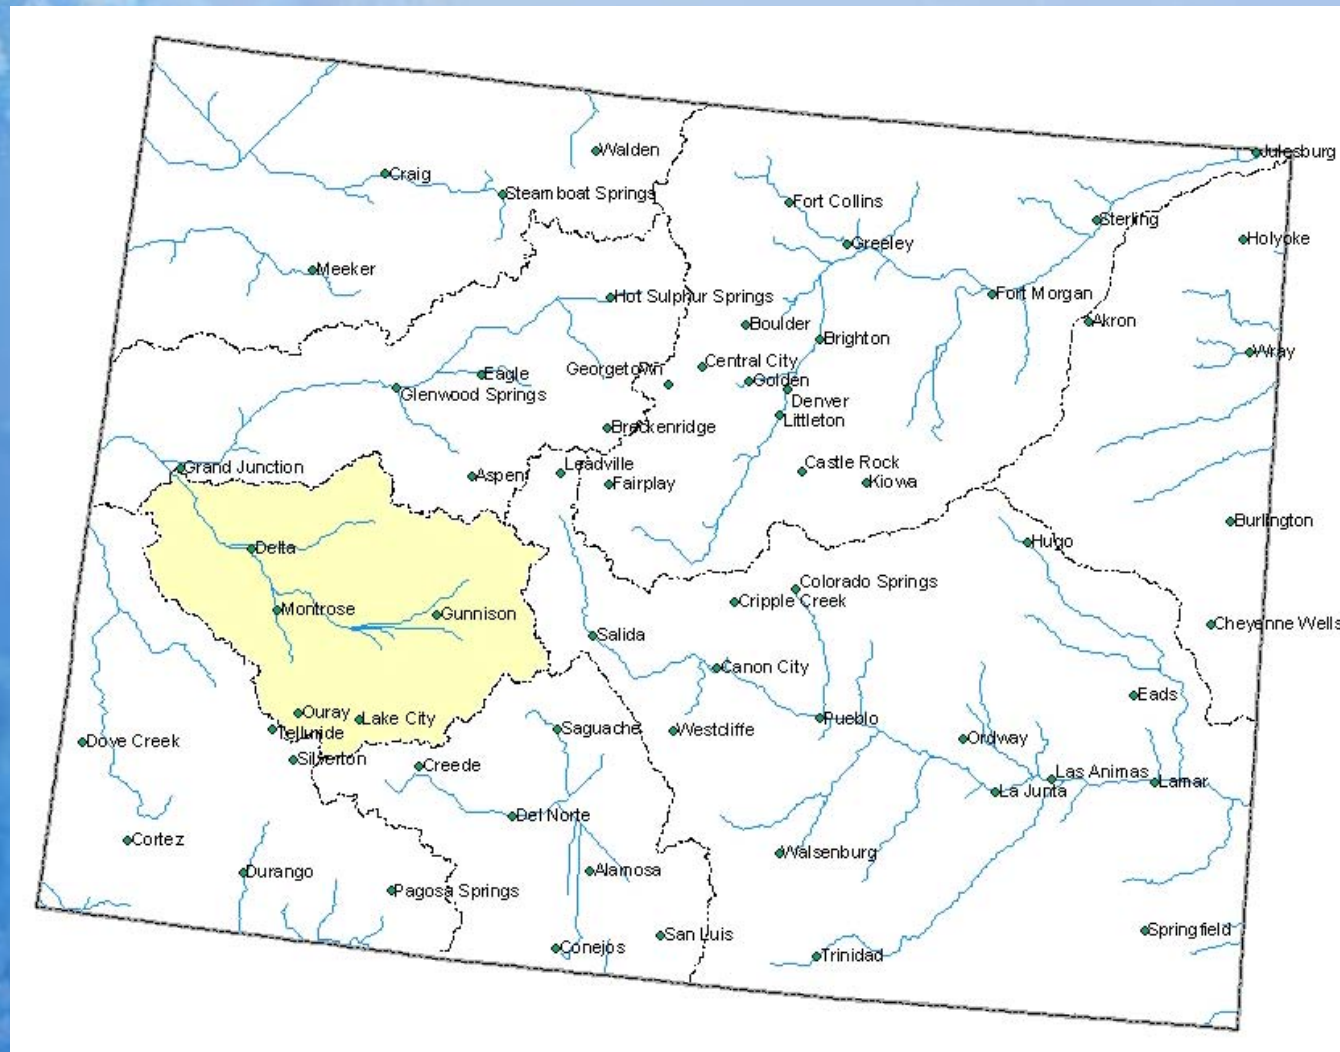 Julesburg
Walden
Craig
Steamboat Springs
Fort Collins
Sterling
Holyoke
Greeley
Meeker
Hot Sulphur Springs
Fort Morgan
Boulder
Akron
Brighton
Wray
Central City
Georgetown
Eagle
Golden
Glenwood Springs
Denver
Littleton
Breckenridge
Grand Junction
Aspen
Leadville
Castle Rock
Fairplay
Kiowa
Burlington
Delta
Hugo
Colorado Springs
Cripple Creek
Montrose
Gunnison
Cheyenne Wells
Salida
Canon City
Eads
Ouray
Lake City
Pueblo
Telluride
Saguache
Westcliffe
Dove Creek
Ordway
Silverton
Creede
Las Animas
Lamar
La Junta
Del Norte
Cortez
Walsenburg
Durango
Alamosa
Pagosa Springs
San Luis
Springfield
Conejos
Trinidad